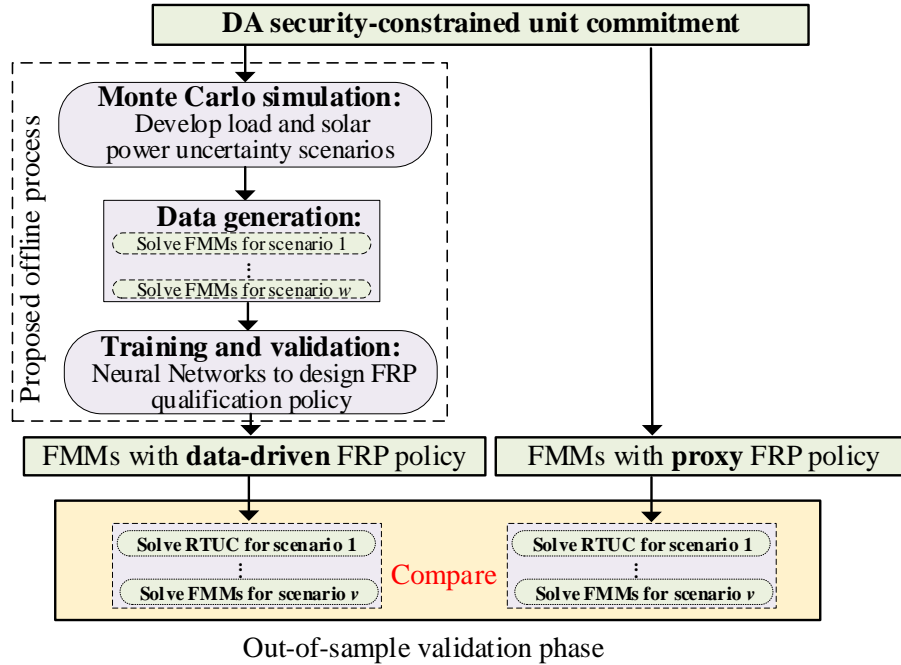 DA security-constrained unit commitment
Proposed offline process
Monte Carlo simulation:
Develop load and solar
power uncertainty scenarios
Data generation:
Solve FMMs for scenario 1
⋮
Solve FMMs for scenario w
Training and validation:
Neural Networks to design FRP
qualification policy
FMMs with data-driven FRP policy
FMMs with proxy FRP policy
Solve RTUC for scenario 1
⋮
Solve FMMs for scenario v
Compare
Solve RTUC for scenario 1
⋮
Solve FMMs for scenario v
Out-of-sample validation phase